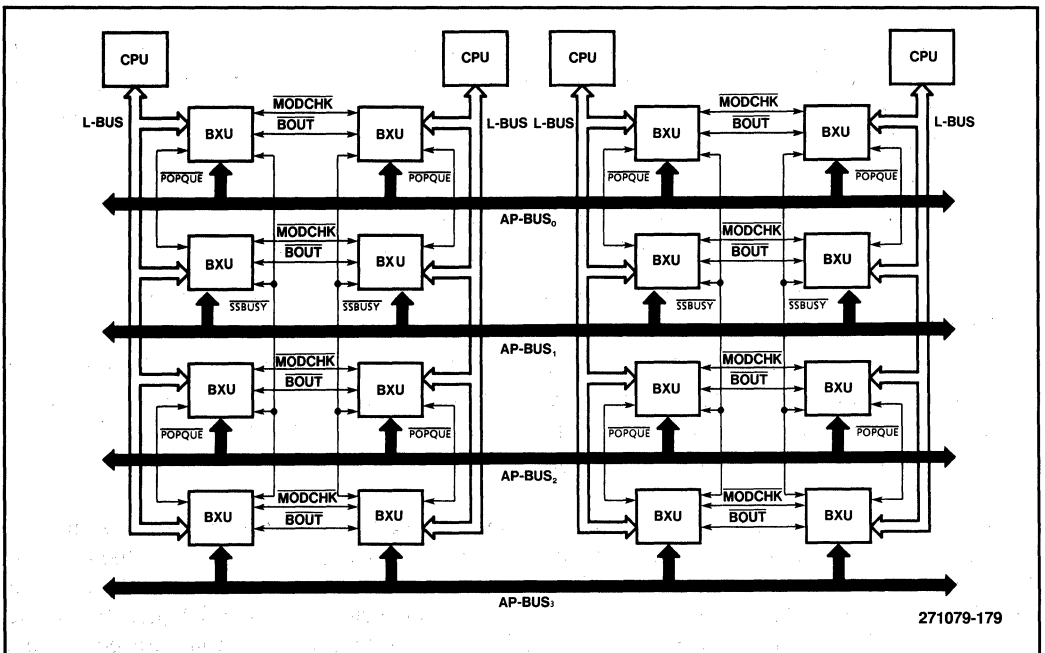 CPU CPU CPU CPU
MODCHK MODCHK
L-BUS BXU BOUT BXU L-BUS L-BUS BXU BOUT BXU L-BUS
POPQUE POPQUE POPQUE POPQUE
AP-BUS₀
MODCHK MODCHK
BXU BOUT BXU BXU BOUT BXU
SSBUSY SSBUSY SSBUSY SSBUSY
AP-BUS₁
MODCHK MODCHK
BXU BOUT BXU BXU BOUT BXU
POPQUE POPQUE POPQUE POPQUE
AP-BUS₂
MODCHK MODCHK
BXU BOUT BXU BXU BOUT BXU
AP-BUS₃
271079-179